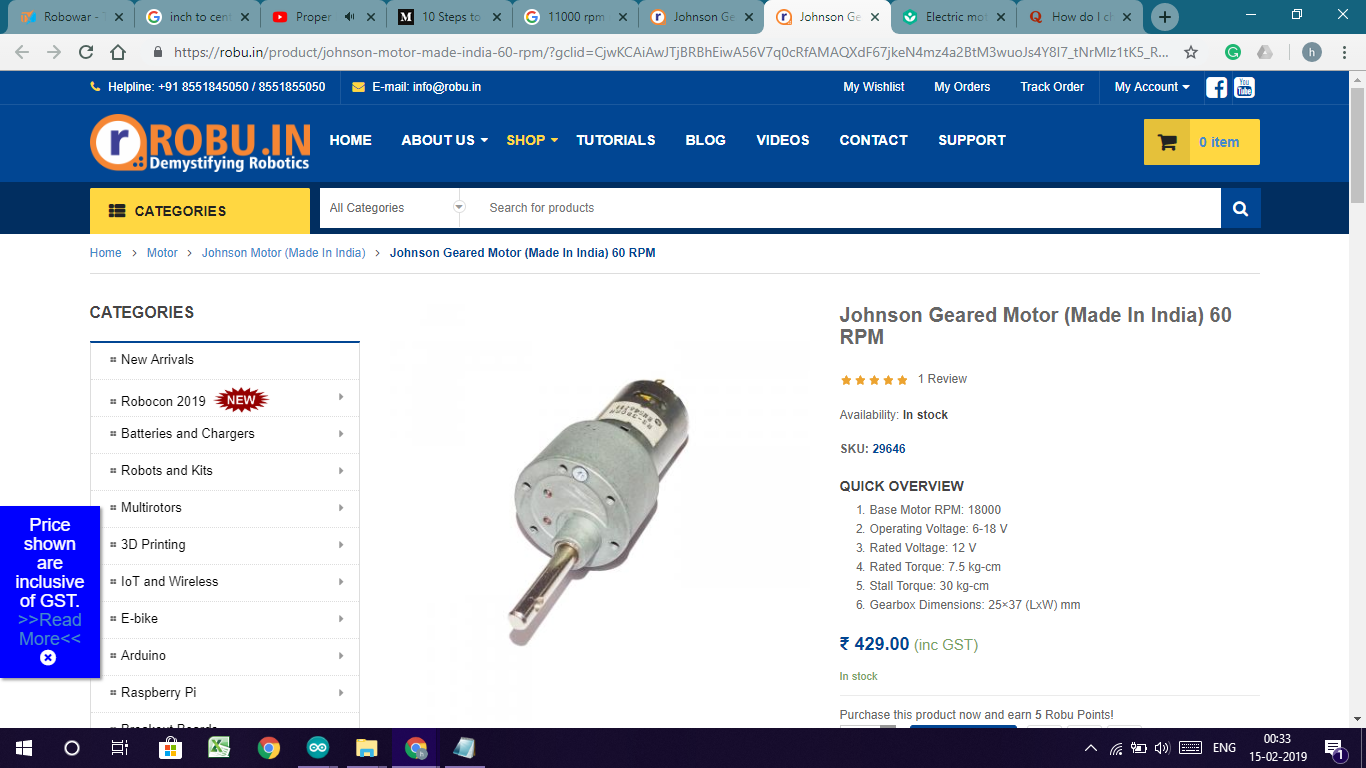 Robowar - T
inch to cent
Proper
10 Steps to
11000 rpm
Johnson Ge
Johnson Ge
Electric mot
How do I ch
https://robu.in/product/johnson-motor-made-india-60-rpm/?gclid=CjwKCAiAwJTjBRBhEiwA56V7q0cRfAMAQXdF67jkeN4mz4a2BtM3wuoJs4Y8I7_tNrMlz1tK5_R...
h
Helpline: +91 8551845050 / 8551855050
E-mail: info@robu.in
My Wishlist
My Orders
Track Order
My Account
You Tube
r ROBU.IN
Demystifying Robotics
HOME
ABOUT US
SHOP
TUTORIALS
BLOG
VIDEOS
CONTACT
SUPPORT
0 item
CATEGORIES
All Categories
Search for products
Home > Motor > Johnson Motor (Made In India) > Johnson Geared Motor (Made In India) 60 RPM
CATEGORIES
New Arrivals
Robocon 2019 NEW
Batteries and Chargers
Robots and Kits
Multirotors
3D Printing
IoT and Wireless
E-bike
Arduino
Raspberry Pi
Breakout Boards
Price
shown
are
inclusive
of GST.
>>Read
More<<
Johnson Geared Motor (Made In India) 60
RPM
1 Review
Availability: In stock
SKU: 29646
QUICK OVERVIEW
1. Base Motor RPM: 18000
2. Operating Voltage: 6-18 V
3. Rated Voltage: 12 V
4. Rated Torque: 7.5 kg-cm
5. Stall Torque: 30 kg-cm
6. Gearbox Dimensions: 25×37 (LxW) mm
₹ 429.00 (inc GST)
In stock
Purchase this product now and earn 5 Robu Points!
ENG
00:33
15-02-2019
1